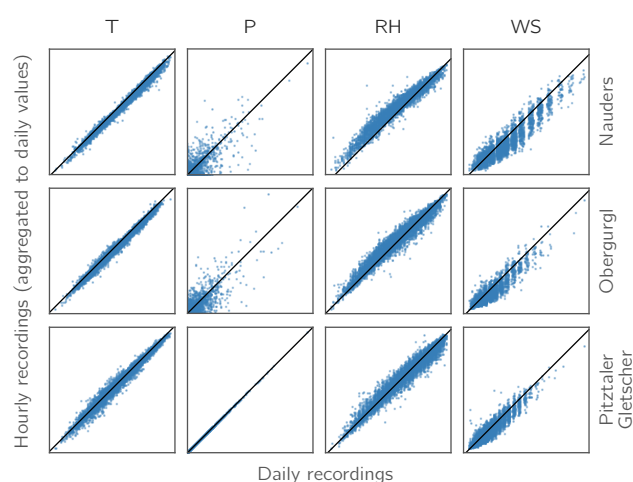 T P RH WS
Hourly recordings (aggregated to daily values)
Nauders
Obergurgl
Pitztaler
Gletscher
Daily recordings